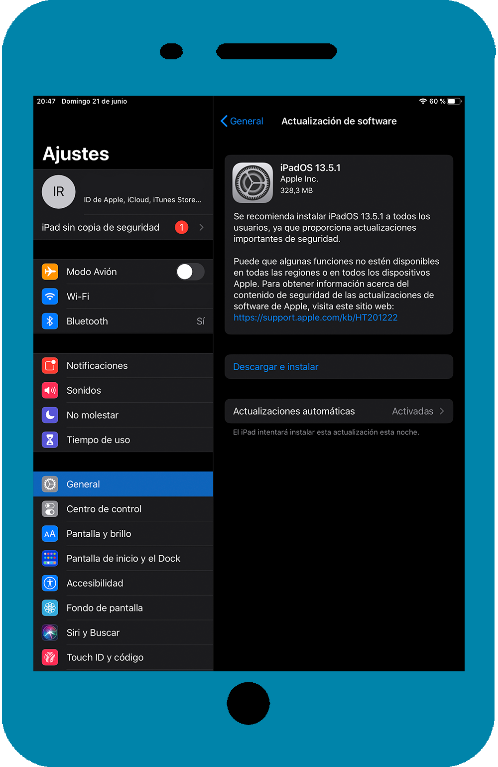 20:47 Domingo 21 de junio
60 %
Ajustes
IR
ID de Apple, iCloud, iTunes Store...
iPad sin copia de seguridad 1
Modo Avión
Wi-Fi
Bluetooth Sí
Notificaciones
Sonidos
No molestar
Tiempo de uso
General
Centro de control
AA Pantalla y brillo
Pantalla de inicio y el Dock
Accesibilidad
Fondo de pantalla
Siri y Buscar
Touch ID y código
General Actualización de software
iPadOS 13.5.1
Apple Inc.
328,3 MB
Se recomienda instalar iPadOS 13.5.1 a todos los
usuarios, ya que proporciona actualizaciones
importantes de seguridad.
Puede que algunas funciones no estén disponibles
en todas las regiones o en todos los dispositivos
Apple. Para obtener información acerca del
contenido de seguridad de las actualizaciones de
software de Apple, visita este sitio web:
https://support.apple.com/kb/HT201222
Descargar e instalar
Actualizaciones automáticas Activadas
El iPad intentará instalar esta actualización esta noche.